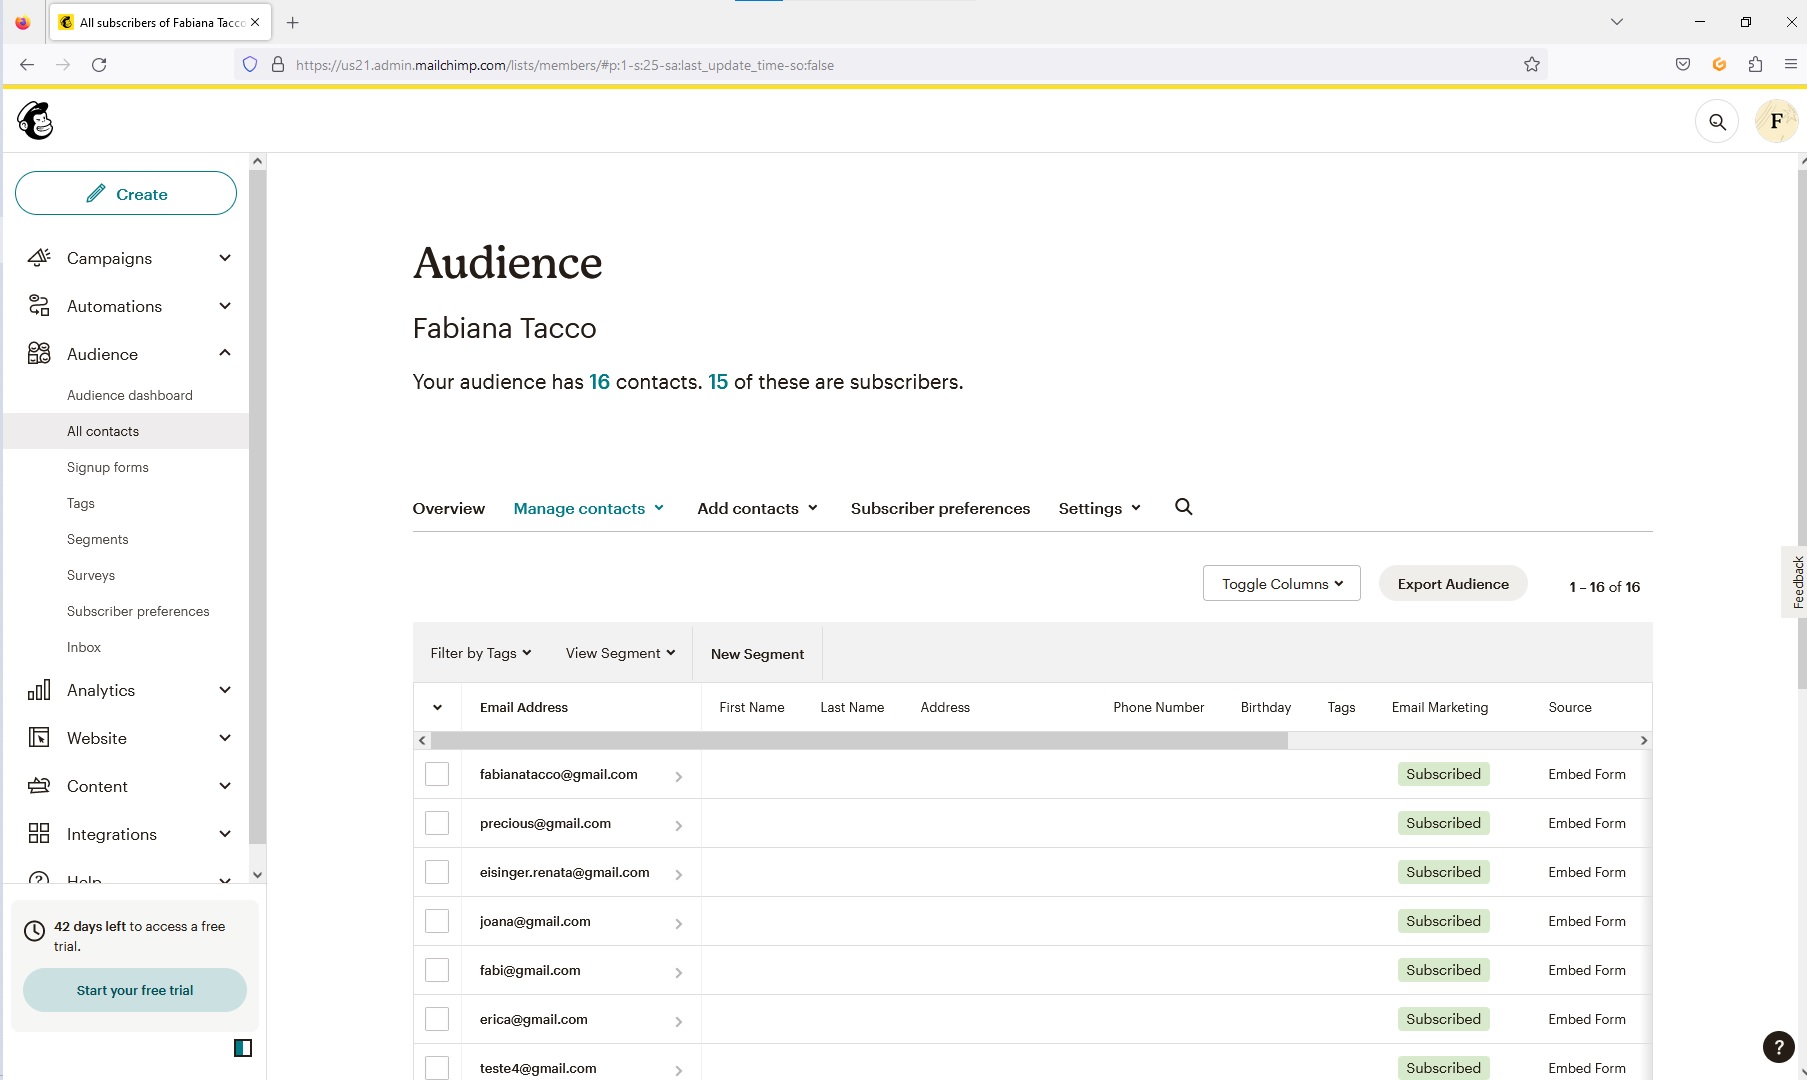 All subscribers of Fabiana Tacco
https://us21.admin.mailchimp.com/lists/members/#p:1-s:25-sa:last_update_time-so:false
F
Create
Campaigns
Automations
Audience
Audience dashboard
All contacts
Signup forms
Tags
Segments
Surveys
Subscriber preferences
Inbox
Analytics
Website
Content
Integrations
Help
42 days left to access a free
trial.
Start your free trial
Audience
Fabiana Tacco
Your audience has 16 contacts. 15 of these are subscribers.
Overview Manage contacts Add contacts Subscriber preferences Settings
Toggle Columns Export Audience 1 – 16 of 16
Filter by Tags View Segment New Segment
Email Address First Name Last Name Address Phone Number Birthday Tags Email Marketing Source
fabianatacco@gmail.com Subscribed Embed Form
precious@gmail.com Subscribed Embed Form
eisinger.renata@gmail.com Subscribed Embed Form
joana@gmail.com Subscribed Embed Form
fabi@gmail.com Subscribed Embed Form
erica@gmail.com Subscribed Embed Form
teste4@gmail.com Subscribed Embed Form
Feedback
?